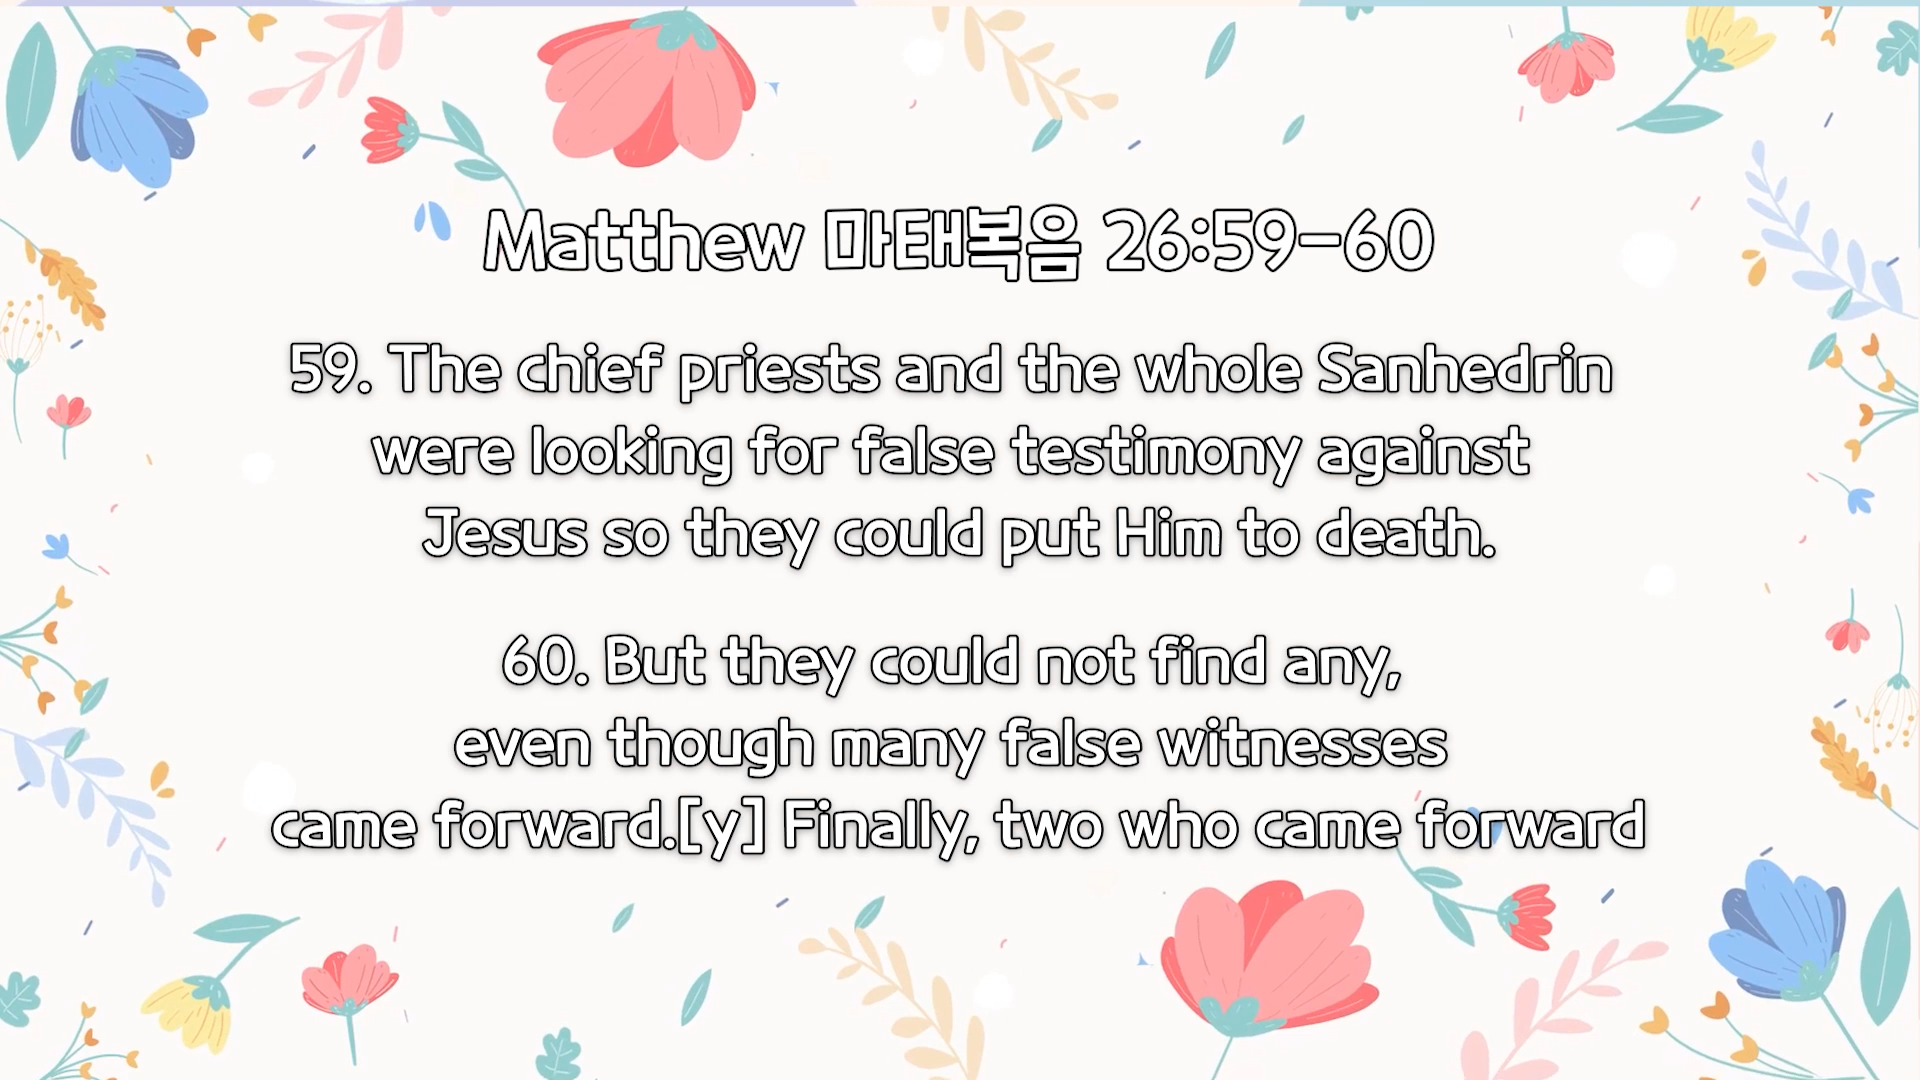 Matthew 마태복음 26:59-60
59. The chief priests and the whole Sanhedrin
were looking for false testimony against
Jesus so they could put Him to death.
60. But they could not find any,
even though many false witnesses
came forward.[y] Finally, two who came forward